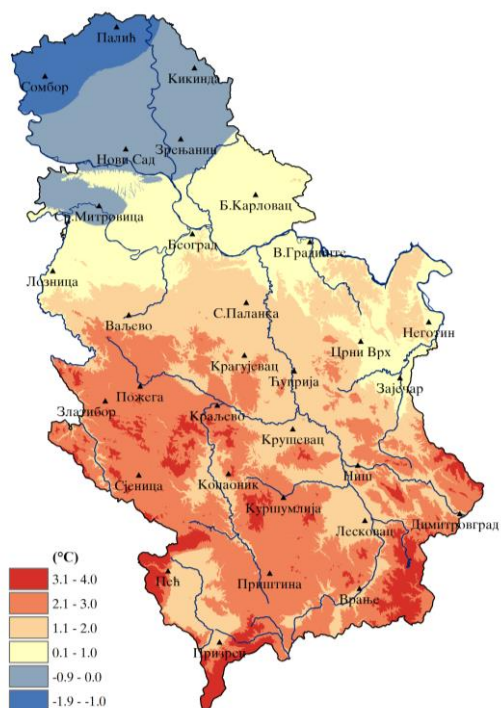 Палић
Сомбор
Кикинда
Зрењанин
Нови Сад
Б.Карловац
Ср.Митровица
Београд
В.Градиште
Лозница
С.Паланка
Ваљево
Неготин
Црни Врх
Крагујевац
Ћуприја
Зајечар
Пожега
Златибор
Краљево
Крушевац
Ниш
Сјеница
Копаоник
Куршумлија
Димитровград
Лесковац
(°C)
3.1 - 4.0
2.1 - 3.0
1.1 - 2.0
0.1 - 1.0
-0.9 - 0.0
-1.9 - -1.0
Пећ
Приштина
Врање
Призрен